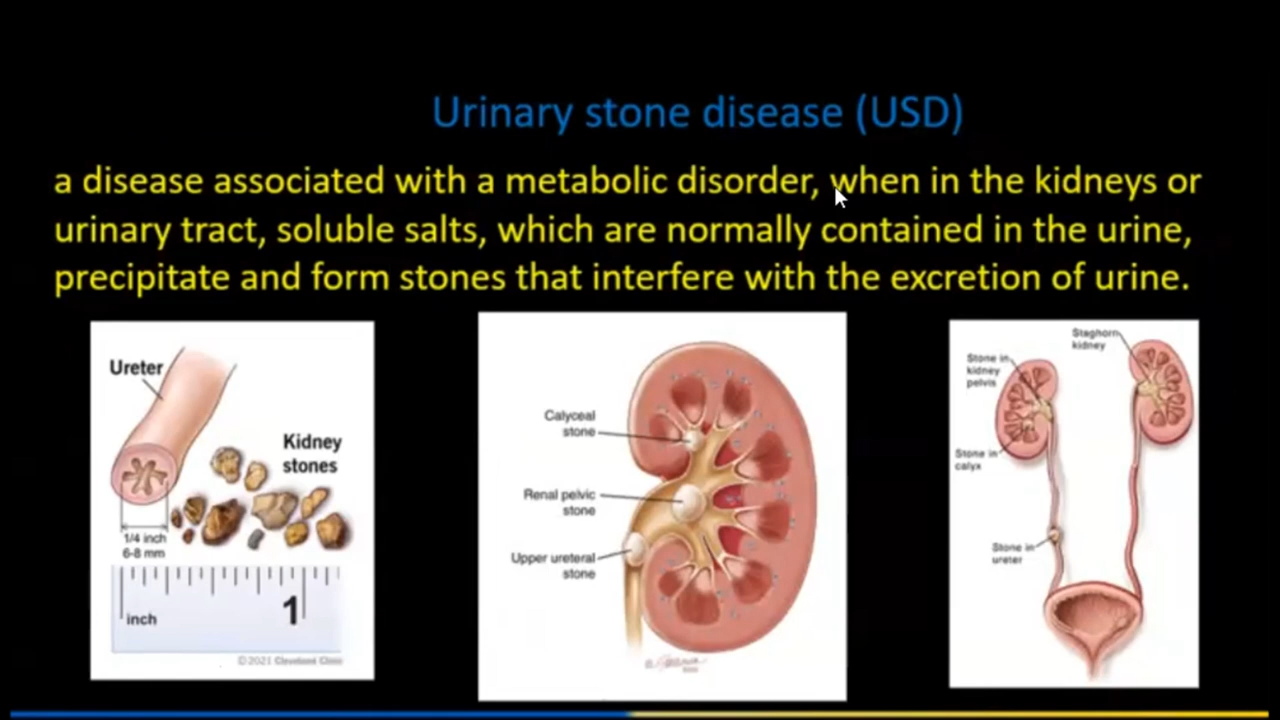 Urinary stone disease (USD)
a disease associated with a metabolic disorder, when in the kidneys or
urinary tract, soluble salts, which are normally contained in the urine,
precipitate and form stones that interfere with the excretion of urine.
Ureter
Kidney
stones
1/4 inch
6-8 mm
inch
1
©2021 Cleveland Clinic
Calyceal
stone
Renal pelvic
stone
Upper ureteral
stone
Staghorn
kidney
Stone in
kidney
pelvis
Stone in
calyx
Stone in
ureter